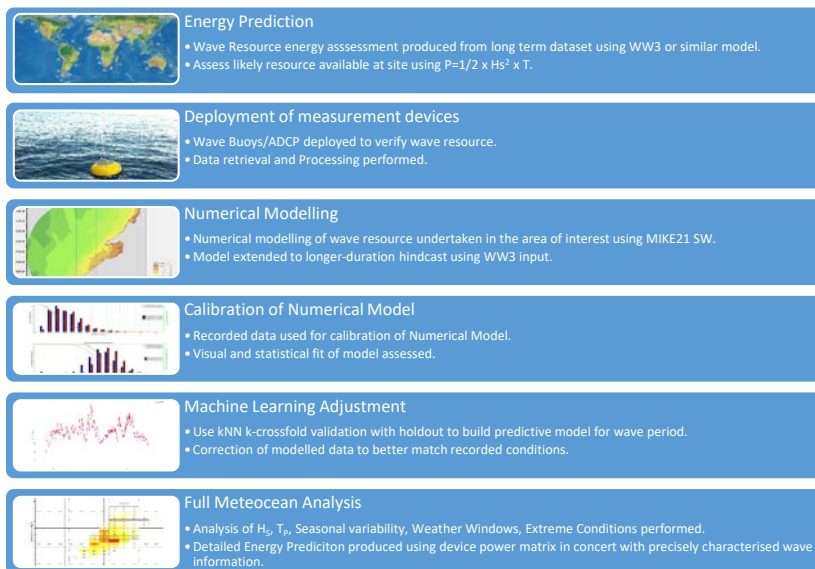 Energy Prediction
• Wave Resource energy asssessment produced from long term dataset using WW3 or similar model.
• Assess likely resource available at site using P=1/2 x Hs² x T.
Deployment of measurement devices
• Wave Buoys/ADCP deployed to verify wave resource.
• Data retrieval and Processing performed.
Numerical Modelling
• Numerical modelling of wave resource undertaken in the area of interest using MIKE21 SW.
• Model extended to longer-duration hindcast using WW3 input.
Calibration of Numerical Model
• Recorded data used for calibration of Numerical Model.
• Visual and statistical fit of model assessed.
Machine Learning Adjustment
• Use kNN k-crossfold validation with holdout to build predictive model for wave period.
• Correction of modelled data to better match recorded conditions.
Full Meteocean Analysis
• Analysis of Hₛ, Tₚ, Seasonal variability, Weather Windows, Extreme Conditions performed.
• Detailed Energy Prediciton produced using device power matrix in concert with precisely characterised wave
information.